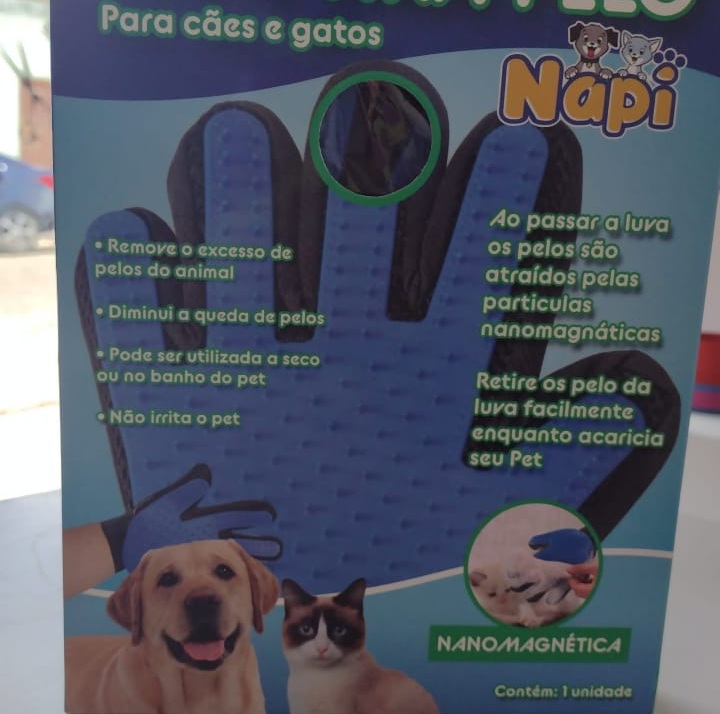 Para cães e gatos
Napi
• Remove o excesso de
pelos do animal
• Diminui a queda de pelos
• Pode ser utilizada a seco
ou no banho do pet
• Não irrita o pet
Ao passar a luva
os pelos são
atraídos pelas
particulas
nanomagnáticas
Retire os pelo da
luva facilmente
enquanto acaricia
seu Pet
NANOMAGNÉTICA
Contém: 1 unidade